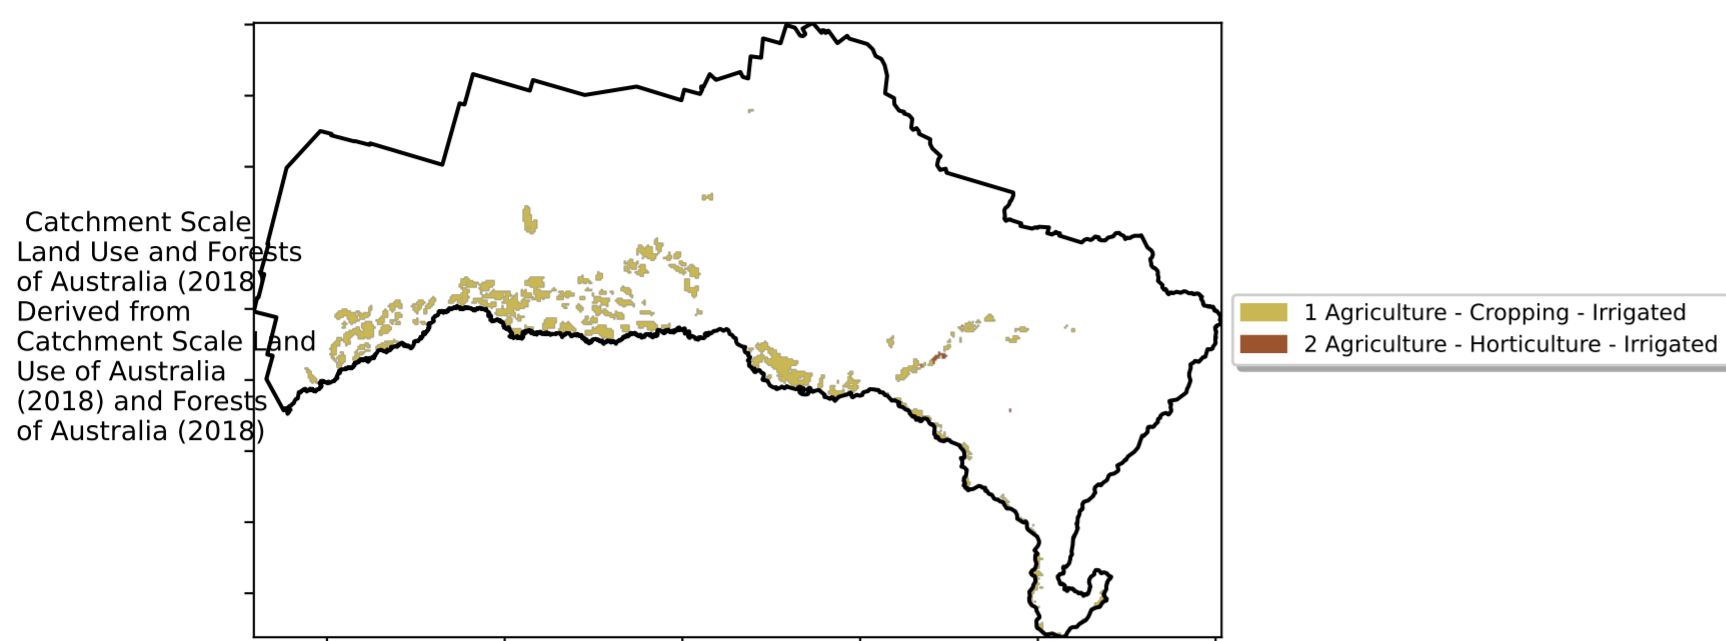 Catchment Scale
Land Use and Forests
of Australia (2018)
Derived from
Catchment Scale Land
Use of Australia
(2018) and Forests
of Australia (2018)
1 Agriculture - Cropping - Irrigated
2 Agriculture - Horticulture - Irrigated